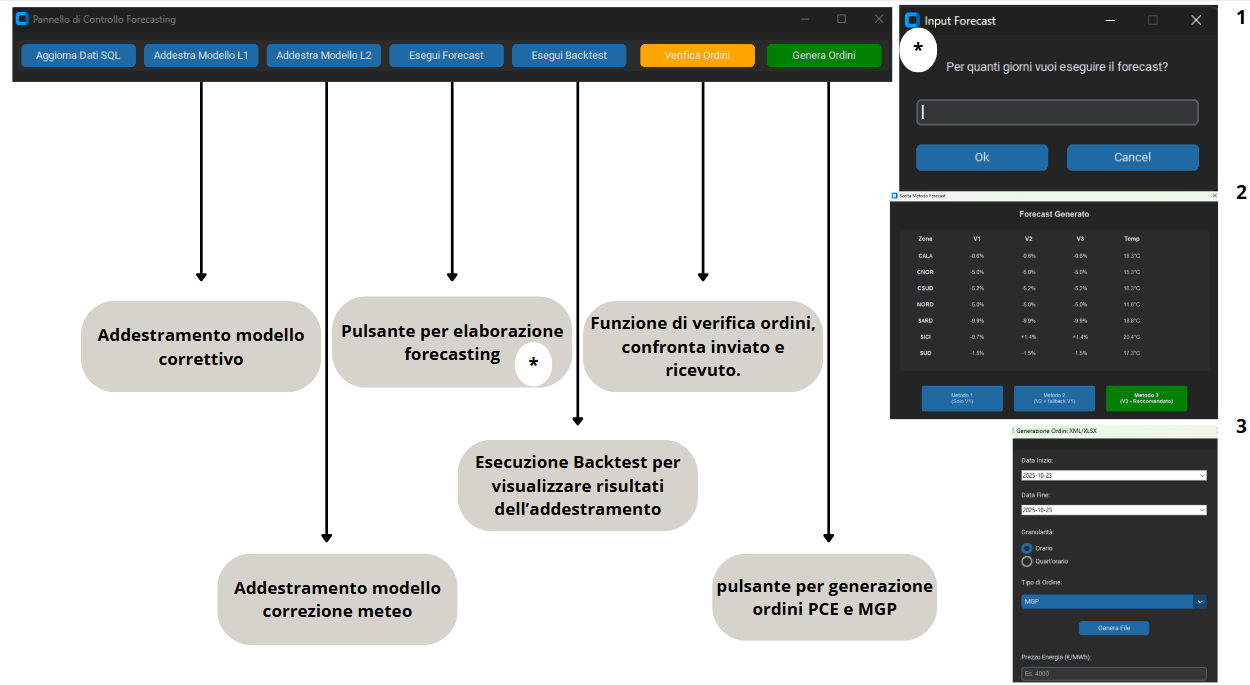 Pannello di Controllo Forecasting
Aggiorna Dati SQL
Addestra Modello L1
Addestra Modello L2
Esegui Forecast
Esegui Backtest
Verifica Ordini
Genera Ordini
Addestramento modello
correttivo
Pulsante per elaborazione
forecasting
*
Funzione di verifica ordini,
confronta inviato e
ricevuto.
Esecuzione Backtest per
visualizzare risultati
dell'addestramento
Addestramento modello
correzione meteo
pulsante per generazione
ordini PCE e MGP
1
Input Forecast
*
Per quanti giorni vuoi eseguire il forecast?
Ok
Cancel
2
Scelta Metodo Forecast
Forecast Generato
Zona V1 V2 V3 Temp
CALA -0.6% -0.6% -0.6% 18.3°C
CNOR -5.0% -5.0% -5.0% 15.3°C
CSUD -5.2% -5.2% -5.2% 16.3°C
NORD -5.0% -5.0% -5.0% 11.6°C
SARD -9.9% -9.9% -9.9% 18.8°C
SICI -0.7% +1.4% +1.4% 20.4°C
SUD -1.5% -1.5% -1.5% 17.3°C
Metodo 1
(Solo V1)
Metodo 2
(V2 + fallback V1)
Metodo 3
(V3 - Raccomandato)
3
Generazione Ordini XML/XLSX
Data Inizio:
2025-10-23
Data Fine:
2025-10-23
Granularità:
Orario
Quart'orario
Tipo di Ordine:
MGP
Genera File
Prezzo Energia (€/MWh):
Es. 4000